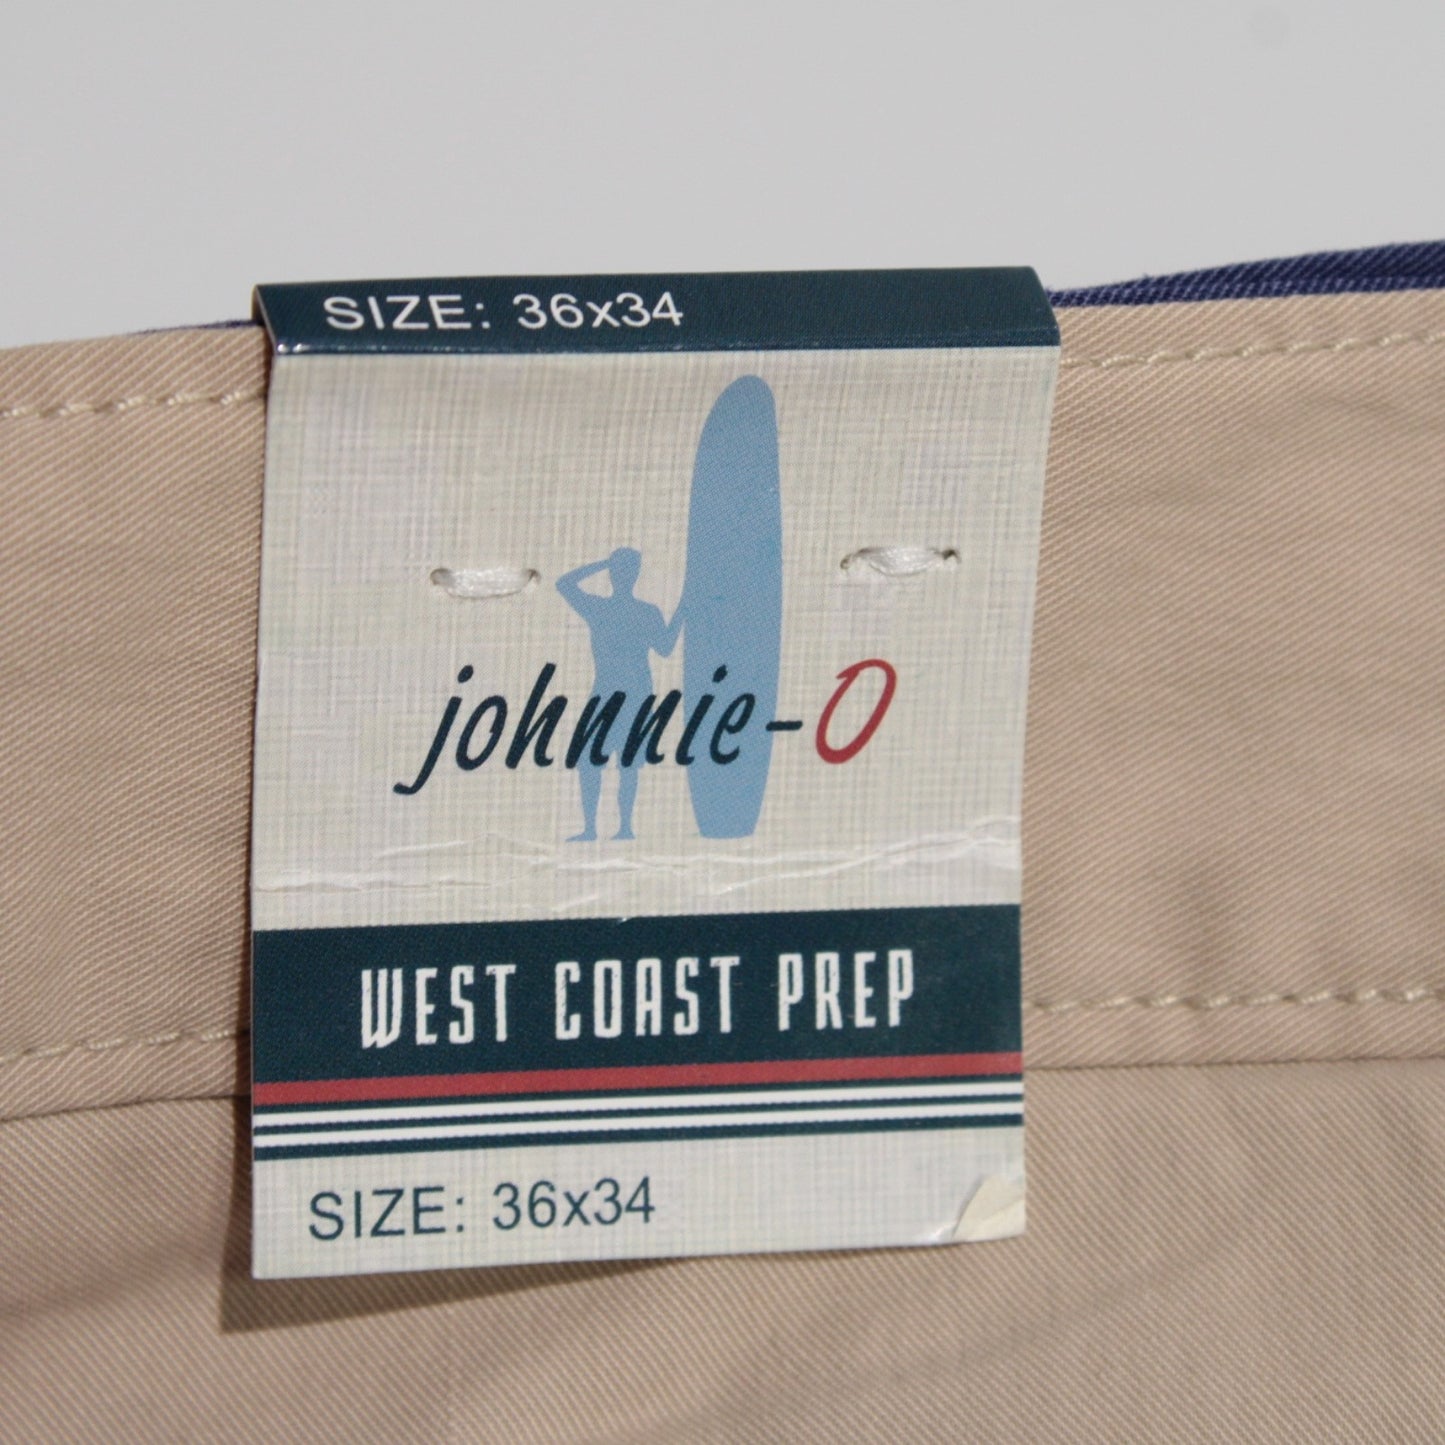 SIZE: 36x34
johnnie-O
WEST COAST PREP
SIZE: 36x34